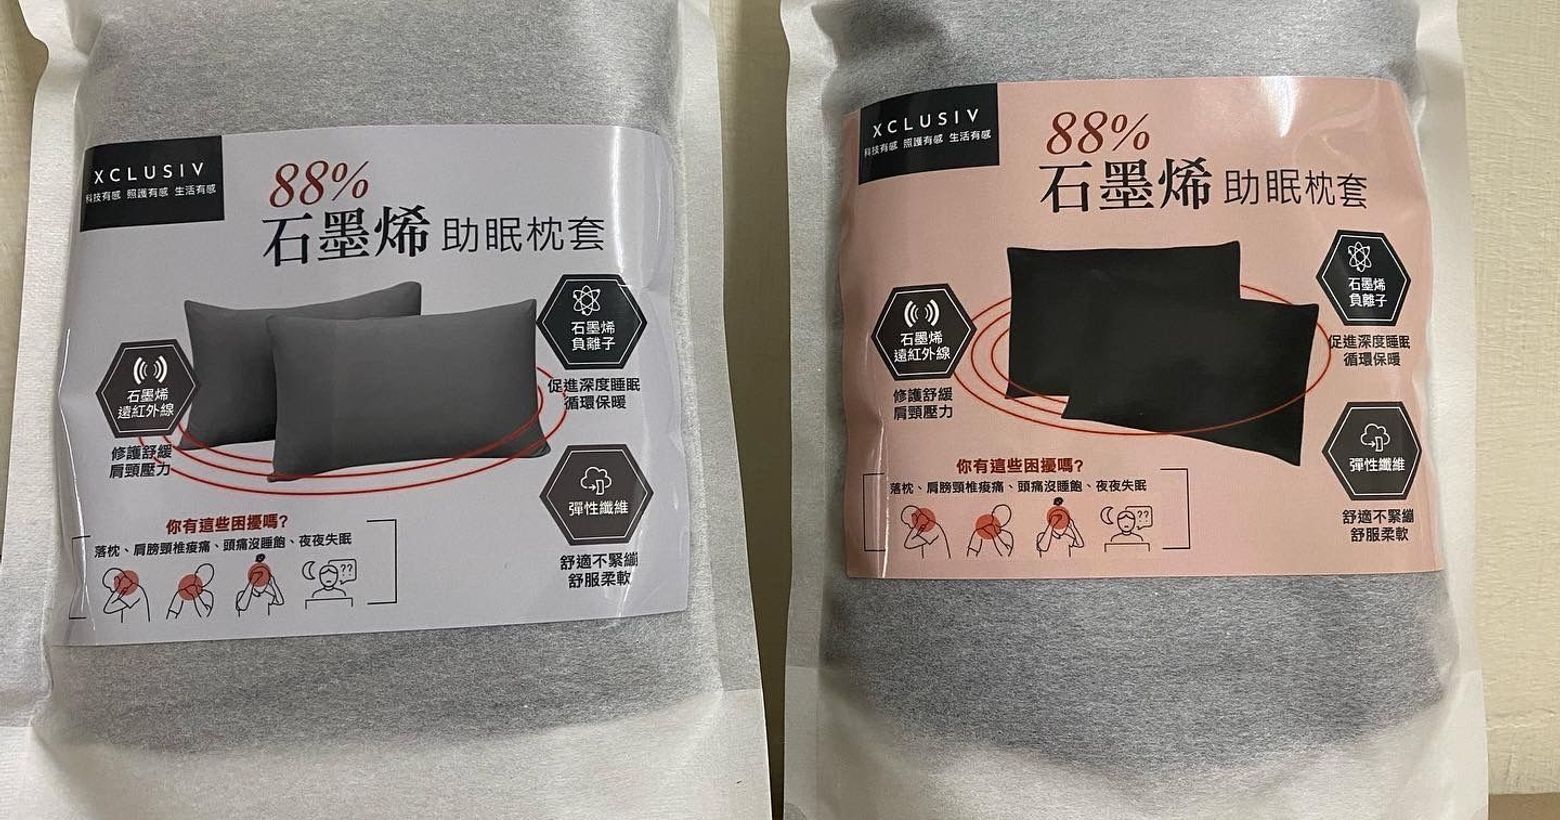 XCLUSIV
科技有感 照護有感 生活有感
88%
石墨烯 助眠枕套
石墨烯
遠紅外線
修護舒緩
肩頸壓力
石墨烯
負離子
促進深度睡眠
循環保暖
彈性纖維
舒適不緊繃
舒服柔軟
你有這些困擾嗎?
落枕、肩膀頸椎痠痛、頭痛沒睡飽、夜夜失眠
??
XCLUSIV
科技有感 照護有感 生活有感
88%
石墨烯 助眠枕套
石墨烯
遠紅外線
修護舒緩
肩頸壓力
石墨烯
負離子
促進深度睡眠
循環保暖
彈性纖維
舒適不緊繃
舒服柔軟
你有這些困擾嗎?
落枕、肩膀頸椎痠痛、頭痛沒睡飽、夜夜失眠
??